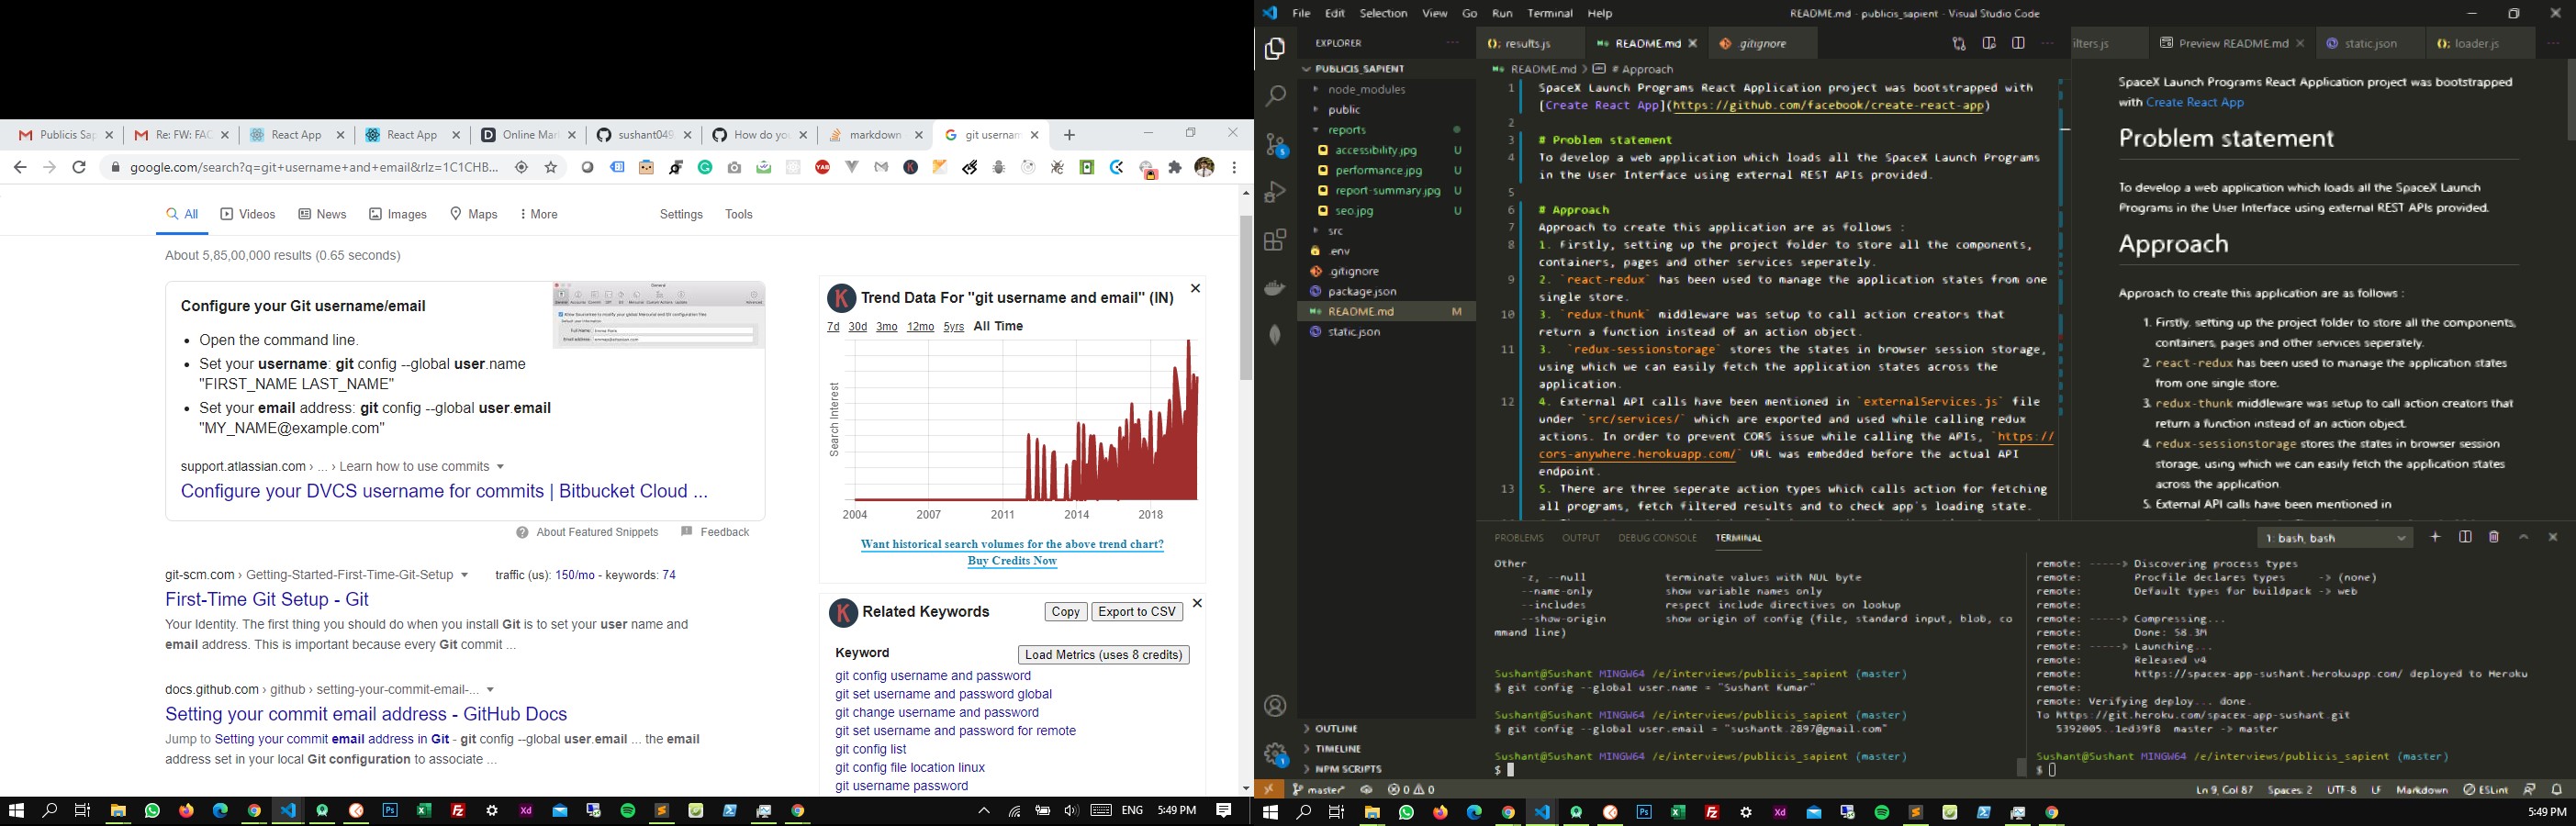 Publicis Sap
Re: FW: FAC
React App
React App
Online Mar
sushant049
How do you
markdown
git usernam
google.com/search?q=git+username+and+email&rlz=1C1CHB...
All
Videos
News
Images
Maps
More
Settings
Tools
About 5,85,00,000 results (0.65 seconds)
Configure your Git username/email
• Open the command line.
• Set your username: git config --global user.name
"FIRST_NAME LAST_NAME"
• Set your email address: git config --global user.email
"MY_NAME@example.com"
support.atlassian.com › ... › Learn how to use commits
Configure your DVCS username for commits | Bitbucket Cloud ...
About Featured Snippets
Feedback
git-scm.com › Getting-Started-First-Time-Git-Setup
traffic (us): 150/mo - keywords: 74
First-Time Git Setup - Git
Your Identity. The first thing you should do when you install Git is to set your user name and
email address. This is important because every Git commit ...
docs.github.com › github › setting-your-commit-email-...
Setting your commit email address - GitHub Docs
Jump to Setting your commit email address in Git - git config --global user.email ... the email
address set in your local Git configuration to associate ...
Trend Data For "git username and email" (IN)
7d 30d 3mo 12mo 5yrs All Time
Search Interest
2004 2007 2011 2014 2018
Want historical search volumes for the above trend chart?
Buy Credits Now
Related Keywords
Copy
Export to CSV
Keyword
Load Metrics (uses 8 credits)
git config username and password
git set username and password global
git change username and password
git set username and password for remote
git config list
git config file location linux
git username password
ENG
5:49 PM
File Edit Selection View Go Run Terminal Help
README.md - publicis_sapient - Visual Studio Code
EXPLORER
PUBLICIS_SAPIENT
node_modules
public
reports
accessibility.jpg U
performance.jpg U
report-summary.jpg U
seo.jpg U
src
.env
.gitignore
package.json
README.md M
static.json
OUTLINE
TIMELINE
NPM SCRIPTS
results.js
README.md
.gitignore
README.md > # Approach
1 SpaceX Launch Programs React Application project was bootstrapped with
[Create React App](https://github.com/facebook/create-react-app)
2
3 # Problem statement
4 To develop a web application which loads all the SpaceX Launch Programs
in the User Interface using external REST APIs provided.
5
6 # Approach
7 Approach to create this application are as follows :
8 1. Firstly, setting up the project folder to store all the components,
containers, pages and other services seperately.
9 2. `react-redux` has been used to manage the application states from one
single store.
10 3. `redux-thunk` middleware was setup to call action creators that
return a function instead of an action object.
11 3. `redux-sessionstorage` stores the states in browser session storage,
using which we can easily fetch the application states across the
application.
12 4. External API calls have been mentioned in `externalServices.js` file
under `src/services/` which are exported and used while calling redux
actions. In order to prevent CORS issue while calling the APIs, `https://
cors-anywhere.herokuapp.com/` URL was embedded before the actual API
endpoint.
13 5. There are three seperate action types which calls action for fetching
all programs, fetch filtered results and to check app's loading state.
ilters.js
Preview README.md
static.json
loader.js
SpaceX Launch Programs React Application project was bootstrapped
with Create React App
Problem statement
To develop a web application which loads all the SpaceX Launch
Programs in the User Interface using external REST APIs provided.
Approach
Approach to create this application are as follows :
1. Firstly, setting up the project folder to store all the components,
containers, pages and other services seperately.
2. react-redux has been used to manage the application states
from one single store.
3. redux-thunk middleware was setup to call action creators that
return a function instead of an action object.
4. redux-sessionstorage stores the states in browser session
storage, using which we can easily fetch the application states
across the application
5. External API calls have been mentioned in
PROBLEMS OUTPUT DEBUG CONSOLE TERMINAL
1: bash, bash
Other
-z, --null terminate values with NUL byte
--name-only show variable names only
--includes respect include directives on lookup
--show-origin show origin of config (file, standard input, blob, co
mmand line)
Sushant@Sushant MINGW64 /e/interviews/publicis_sapient (master)
$ git config --global user.name = "Sushant Kumar"
Sushant@Sushant MINGW64 /e/interviews/publicis_sapient (master)
$ git config --global user.email = "sushantk.2897@gmail.com"
Sushant@Sushant MINGW64 /e/interviews/publicis_sapient (master)
$
remote: -----> Discovering process types
remote: Procfile declares types -> (none)
remote: Default types for buildpack -> web
remote:
remote: -----> Compressing...
remote: Done: 58.3M
remote: -----> Launching...
remote: Released v4
remote: https://spacex-app-sushant.herokuapp.com/ deployed to Heroku
remote:
remote: Verifying deploy... done.
To https://git.heroku.com/spacex-app-sushant.git
5392005..1ed39f8 master -> master
Sushant@Sushant MINGW64 /e/interviews/publicis_sapient (master)
$
master*
0 0
Ln 9, Col 87 Spaces: 2 UTF-8 LF Markdown ESLint
5:49 PM